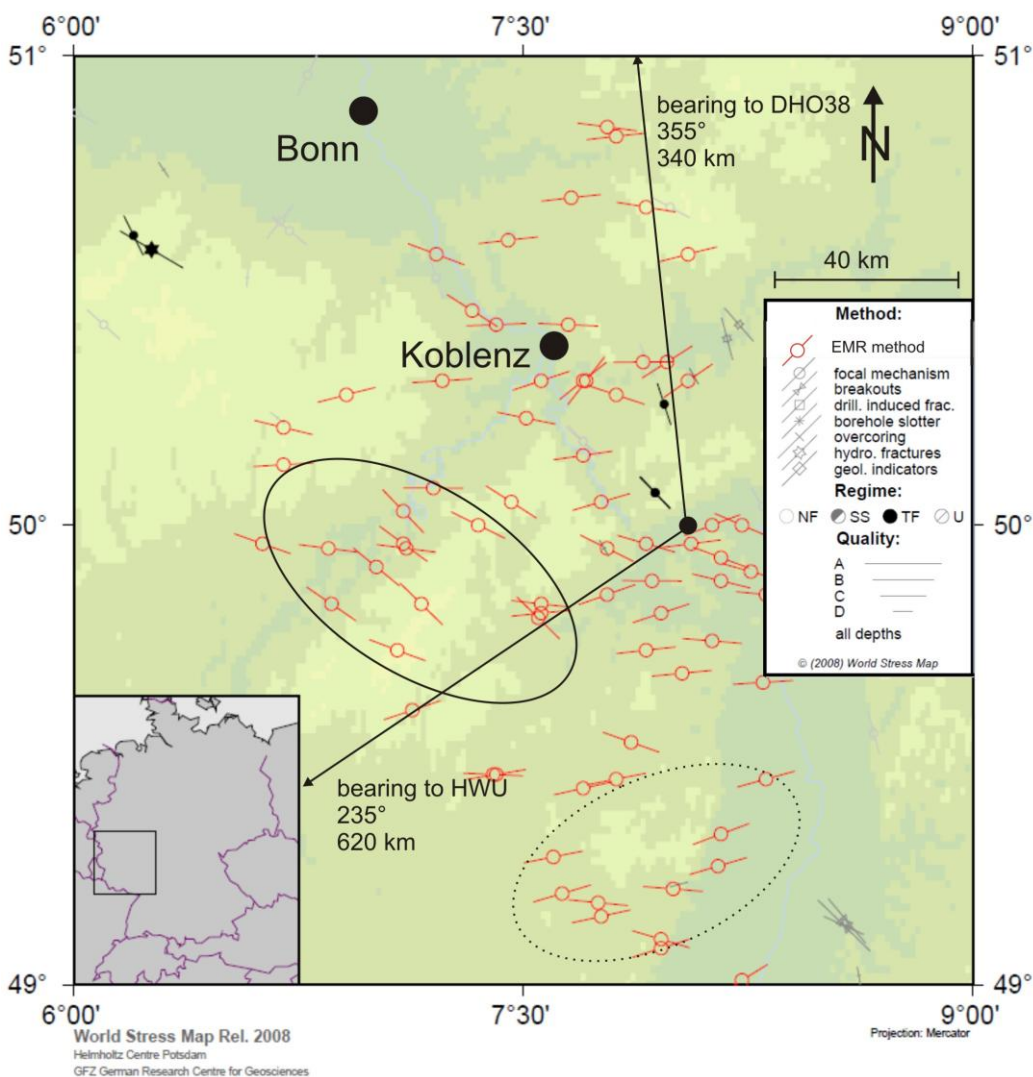 6°00'
7°30'
9°00'
51°
51°
bearing to DHO38
355°
340 km
N
Bonn
40 km
Koblenz
Method:
EMR method
focal mechanism
breakouts
drill. induced frac.
borehole slotter
overcoring
hydro. fractures
geol. indicators
Regime:
NF SS TF U
Quality:
A
B
C
D
all depths
© (2008) World Stress Map
50°
50°
bearing to HWU
235°
620 km
49°
49°
6°00'
7°30'
9°00'
World Stress Map Rel. 2008
Helmholtz Centre Potsdam
GFZ German Research Centre for Geosciences
Projection: Mercator